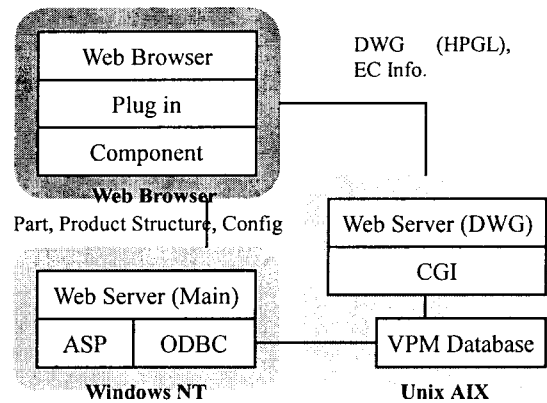 Web Browser
Plug in
Component
Web Browser
DWG (HPGL),
EC Info.
Part, Product Structure, Config
Web Server (Main)
ASP ODBC
Windows NT
Web Server (DWG)
CGI
VPM Database
Unix AIX